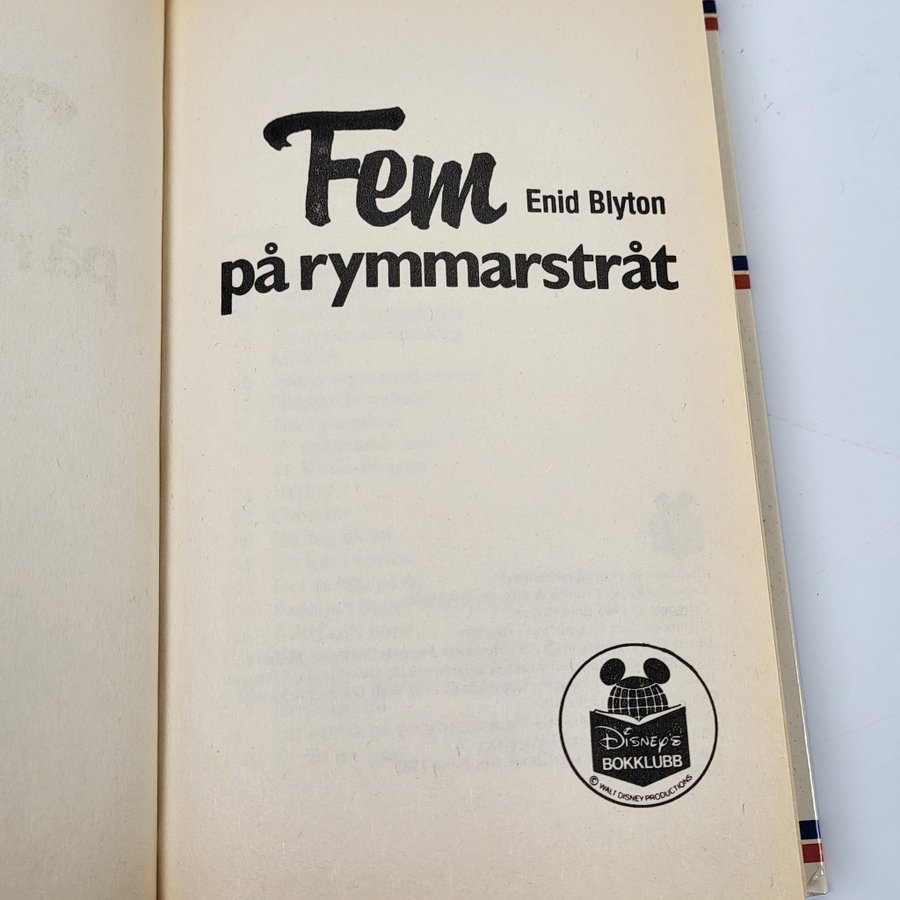 Fem
Enid Blyton
på rymmarstråt
Disney's
BOKKLUBB
© WALT DISNEY PRODUCTIONS